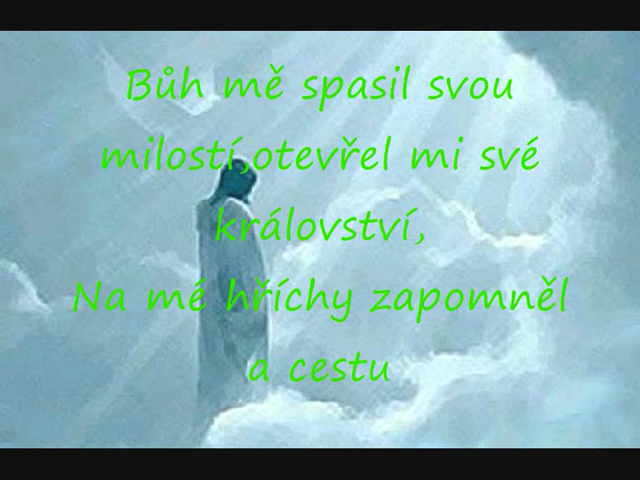 Bůh mě spasil svou
milostí,otevřel mi své
království,
Na mé hříchy zapomněl
a cestu